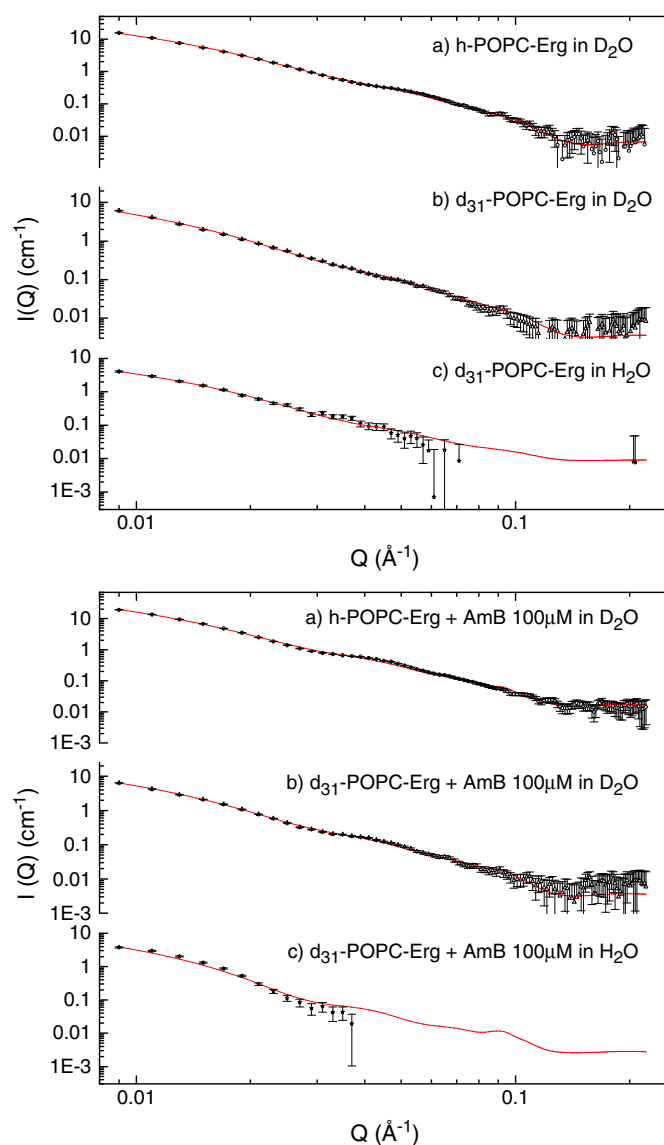 10
a) h-POPC-Erg in D₂O
1
0.1
0.01
10
b) d₃₁-POPC-Erg in D₂O
1
0.1
0.01
I(Q) (cm⁻¹)
10
c) d₃₁-POPC-Erg in H₂O
1
0.1
0.01
1E-3
0.01 0.1
Q (Å⁻¹)
10
a) h-POPC-Erg + AmB 100µM in D₂O
1
0.1
0.01
1E-3
10
b) d₃₁-POPC-Erg + AmB 100µM in D₂O
1
0.1
0.01
1E-3
I (Q) (cm⁻¹)
10
c) d₃₁-POPC-Erg + AmB 100µM in H₂O
1
0.1
0.01
1E-3
0.01 0.1
Q (Å⁻¹)